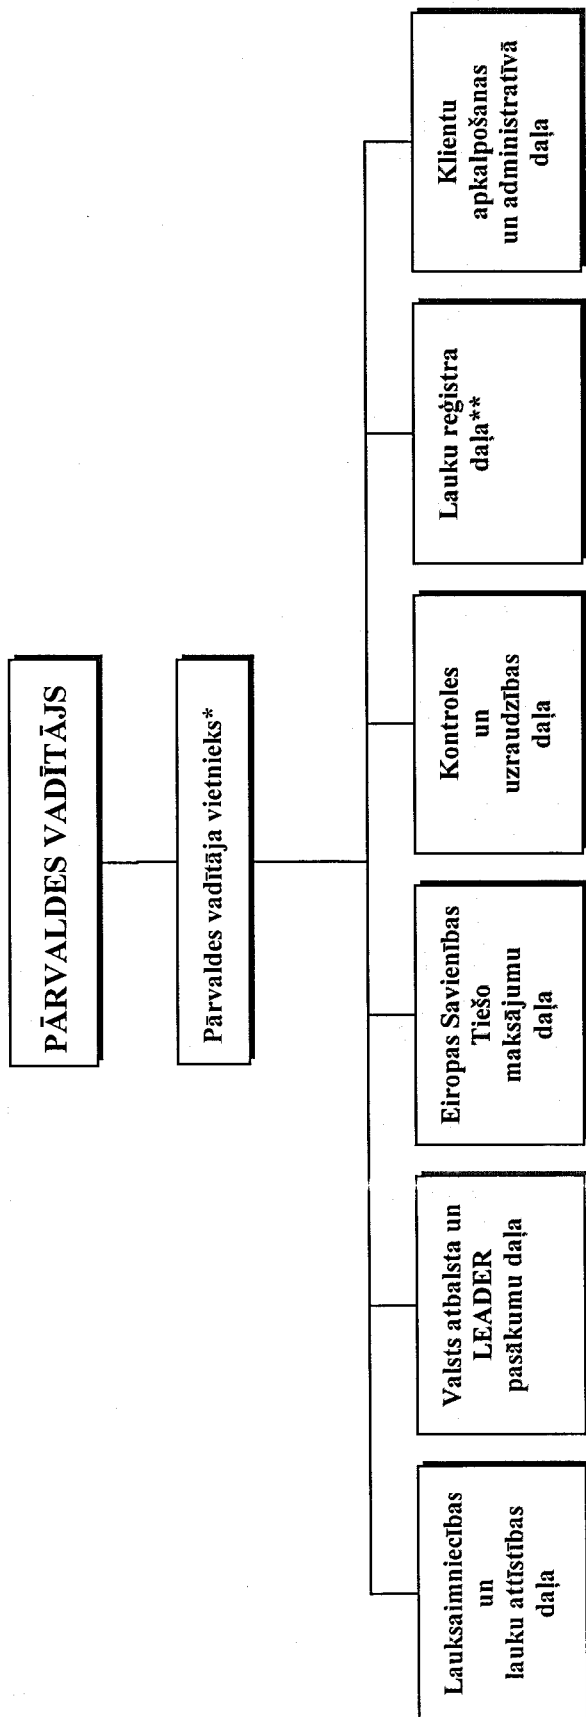 PĀRVALDES VADĪTĀJS
Pārvaldes vadītāja vietnieks*
Lauksaimniecības
un
lauku attīstības
daļa
Valsts atbalsta un
LEADER
pasākumu daļa
Eiropas Savienības
Tiešo
maksājumu
daļa
Kontroles
un
uzraudzības
daļa
Lauku reģistra
daļa**
Klientu
apkalpošanas
un administratīvā
daļa